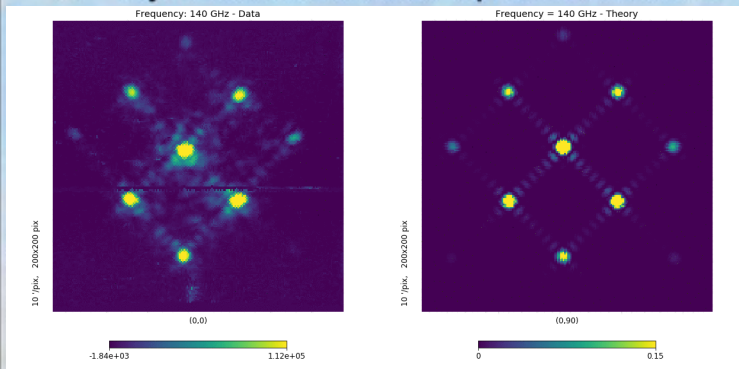 Frequency: 140 GHz - Data
10 '/pix, 200x200 pix
(0,0)
-1.84e+03
1.12e+05
Frequency = 140 GHz - Theory
10 '/pix, 200x200 pix
(0,90)
0
0.15